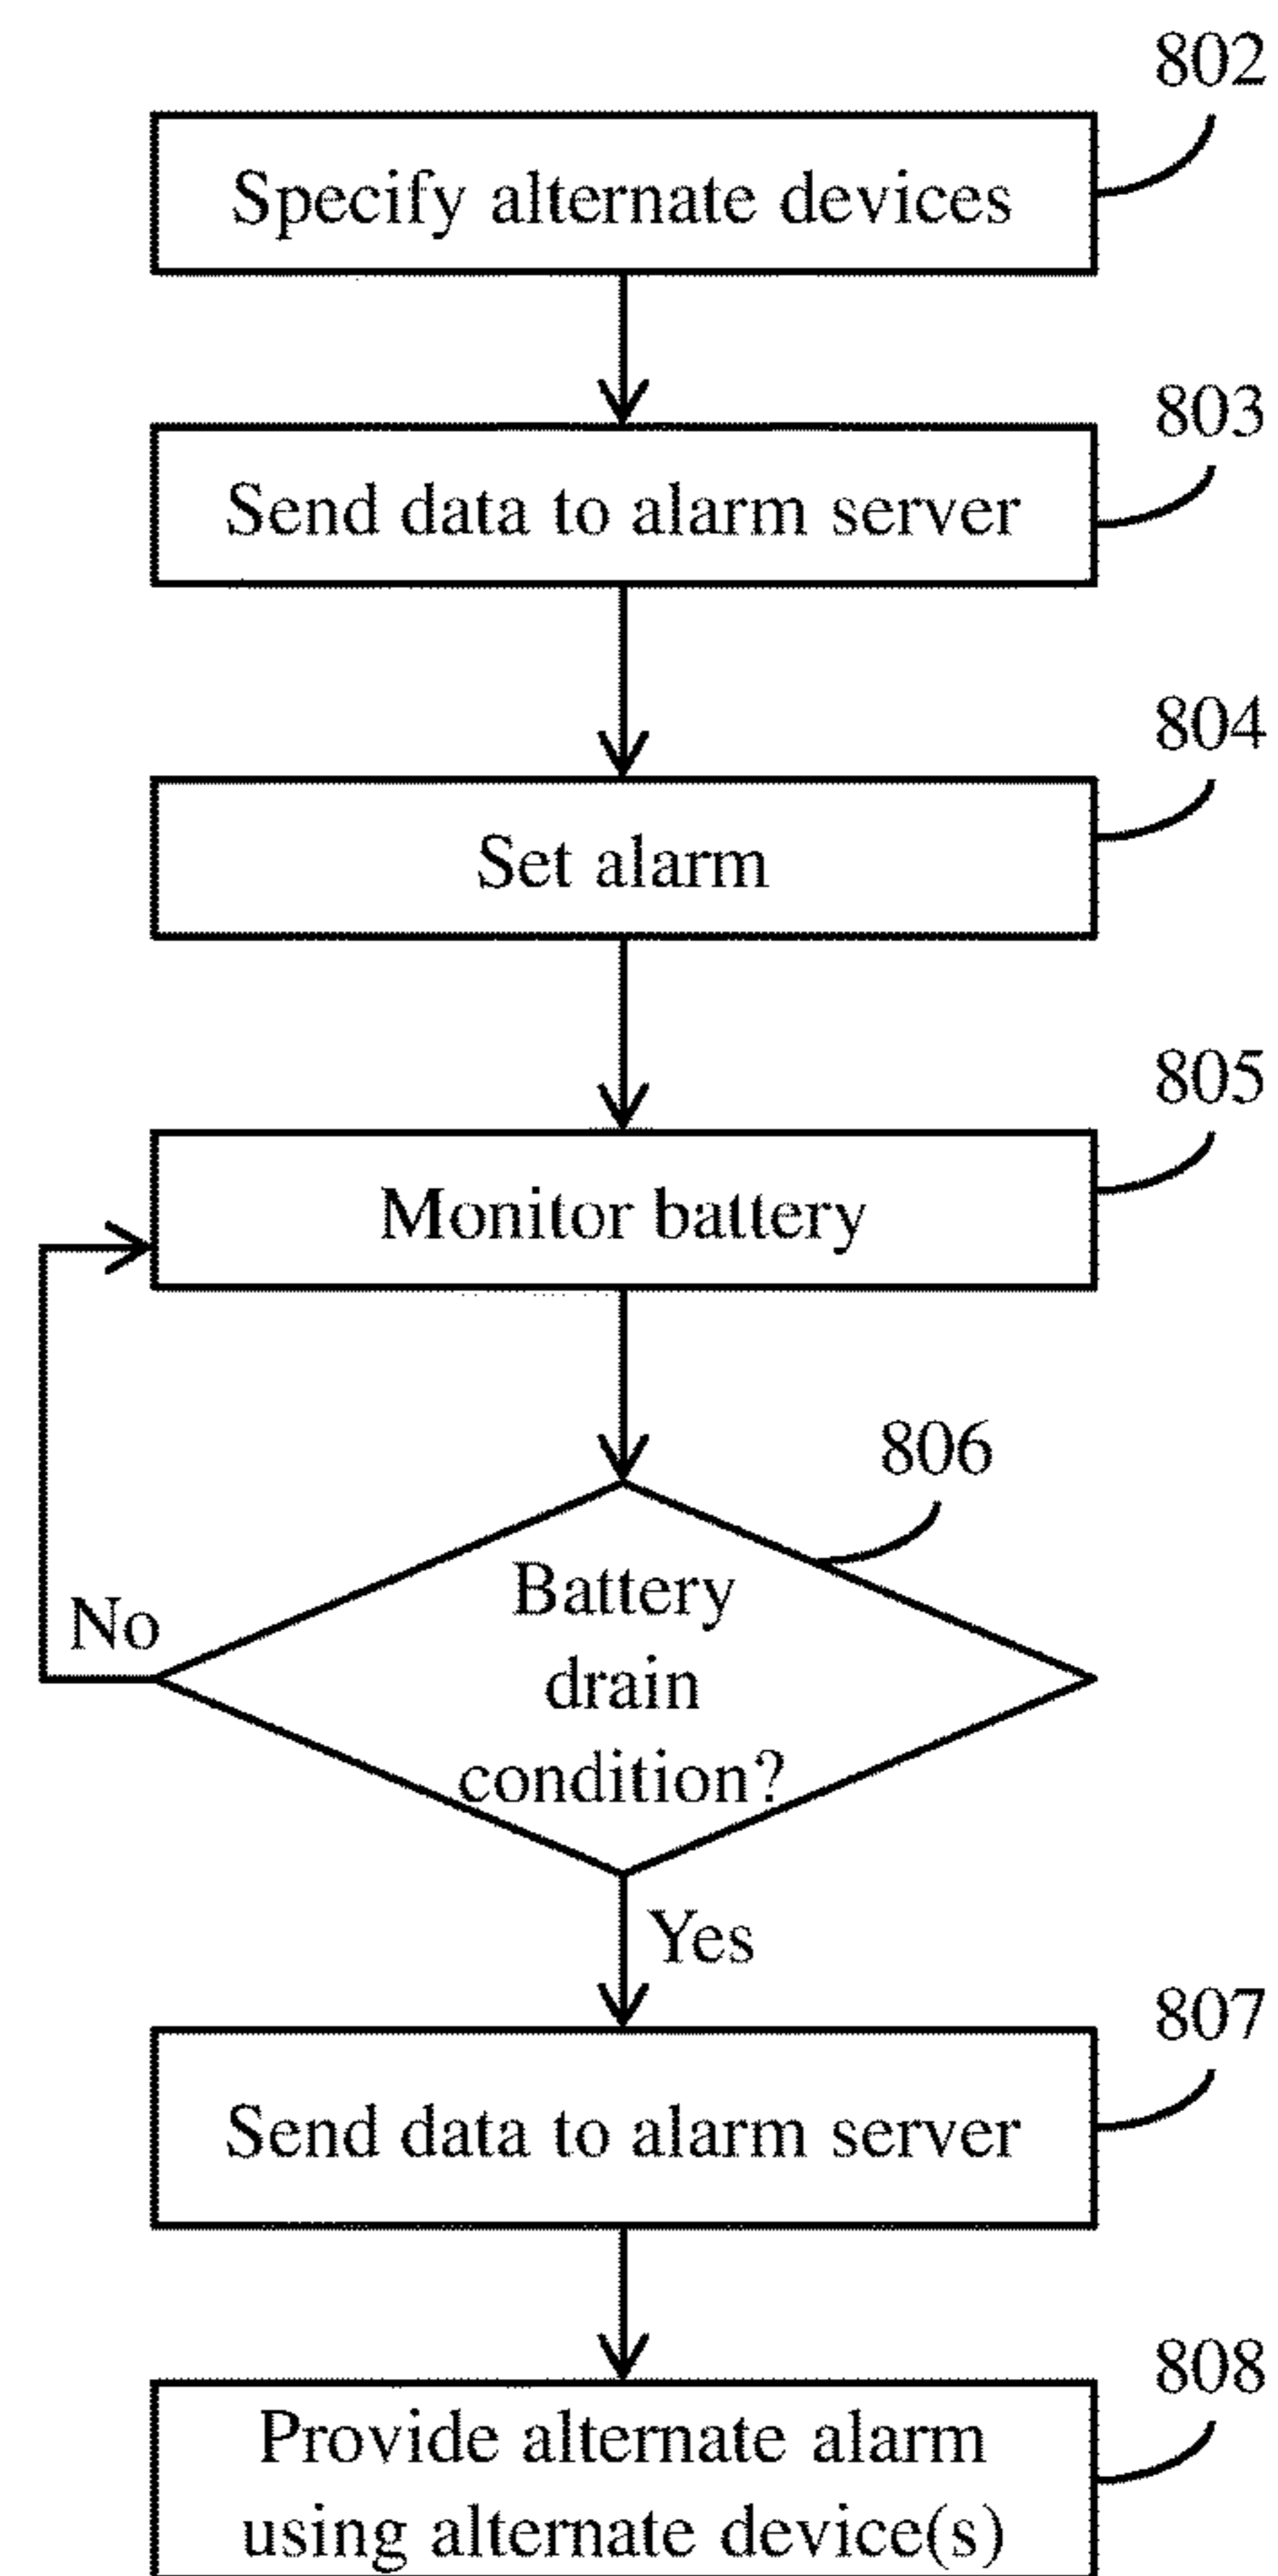 802
Specify alternate devices
803
Send data to alarm server
804
Set alarm
805
Monitor battery
806
Battery
drain
condition?
No
Yes
807
Send data to alarm server
808
Provide alternate alarm
using alternate device(s)